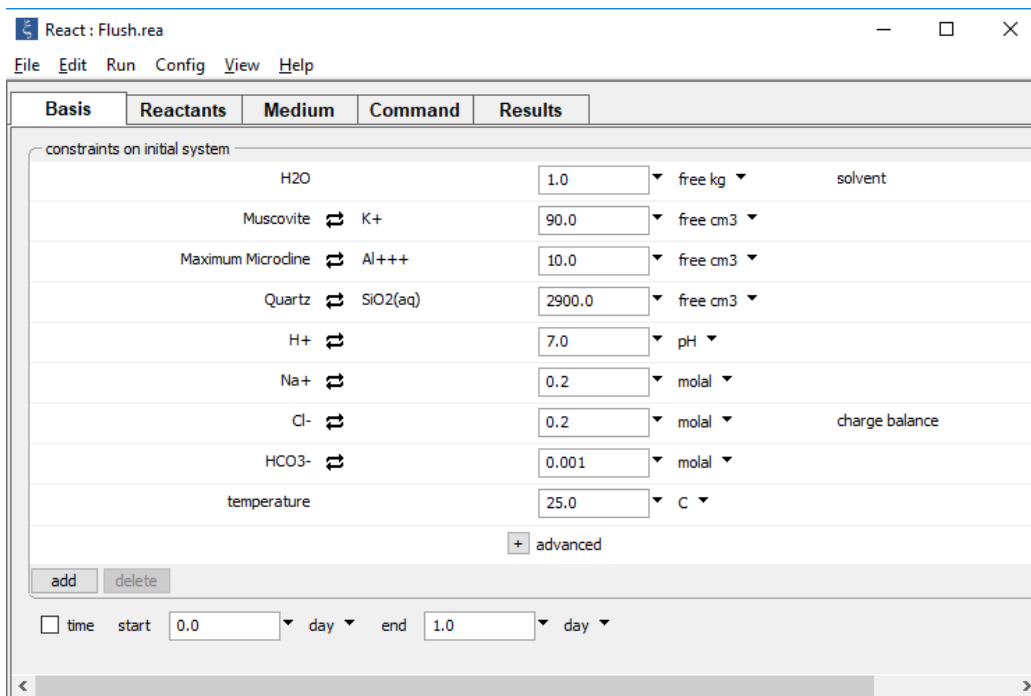 React : Flush.rea
File Edit Run Config View Help
Basis Reactants Medium Command Results
constraints on initial system
H2O 1.0 free kg solvent
Muscovite K+ 90.0 free cm3
Maximum Microcline Al+++ 10.0 free cm3
Quartz SiO2(aq) 2900.0 free cm3
H+ 7.0 pH
Na+ 0.2 molal
Cl- 0.2 molal charge balance
HCO3- 0.001 molal
temperature 25.0 C
+ advanced
add delete
time start 0.0 day end 1.0 day